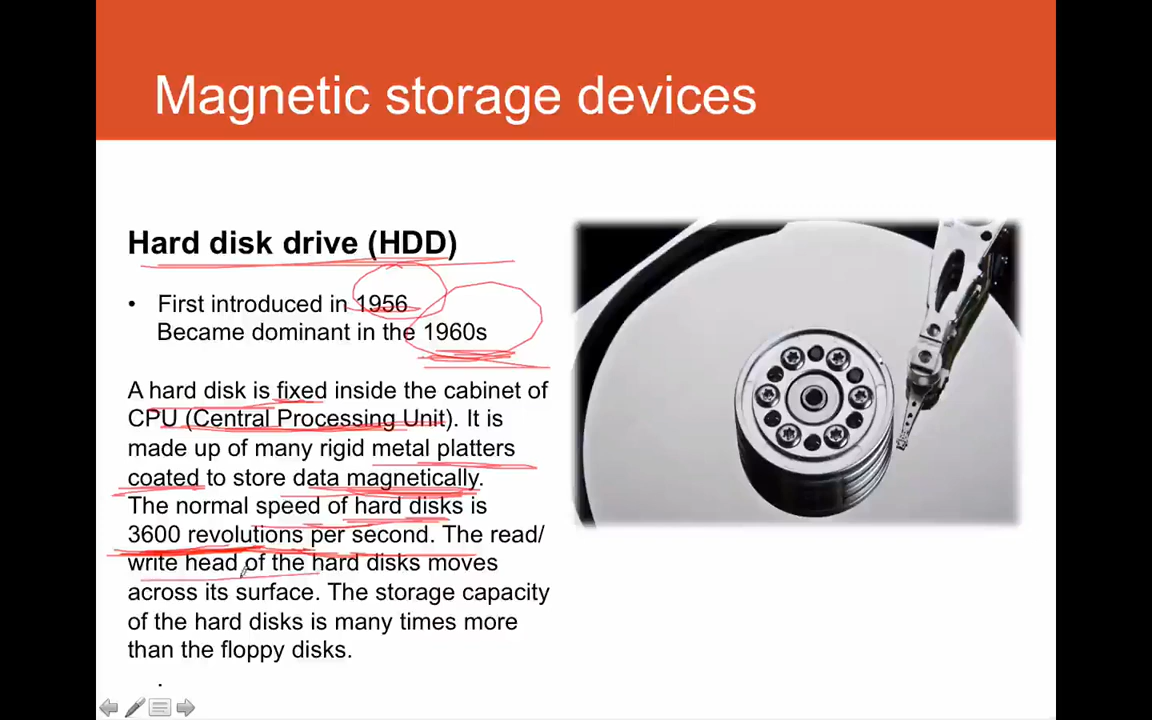 Magnetic storage devices
Hard disk drive (HDD)
• First introduced in 1956
Became dominant in the 1960s
A hard disk is fixed inside the cabinet of
CPU (Central Processing Unit). It is
made up of many rigid metal platters
coated to store data magnetically.
The normal speed of hard disks is
3600 revolutions per second. The read/
write head of the hard disks moves
across its surface. The storage capacity
of the hard disks is many times more
than the floppy disks.
.